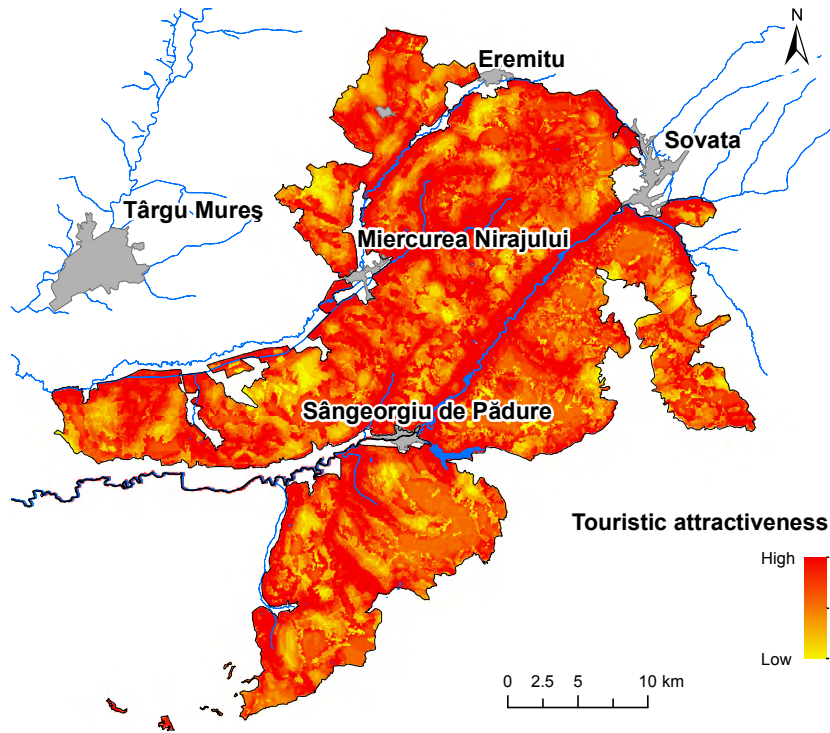 N
Eremitu
Sovata
Târgu Mureş
Miercurea Nirajului
Sângeorgiu de Pădure
Touristic attractiveness
High
Low
0 2.5 5 10 km